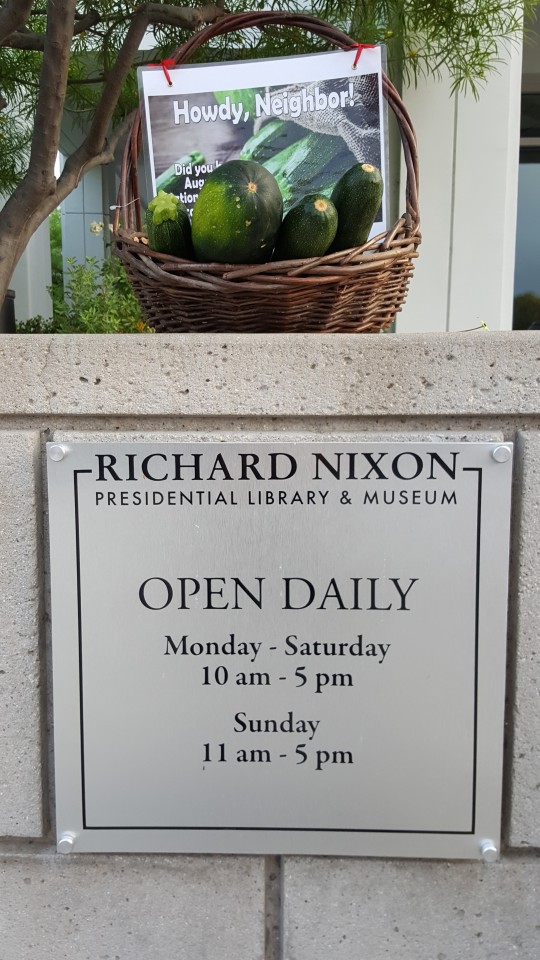 Howdy, Neighbor!
Did you
RICHARD NIXON
PRESIDENTIAL LIBRARY & MUSEUM
OPEN DAILY
Monday - Saturday
10 am - 5 pm
Sunday
11 am - 5 pm